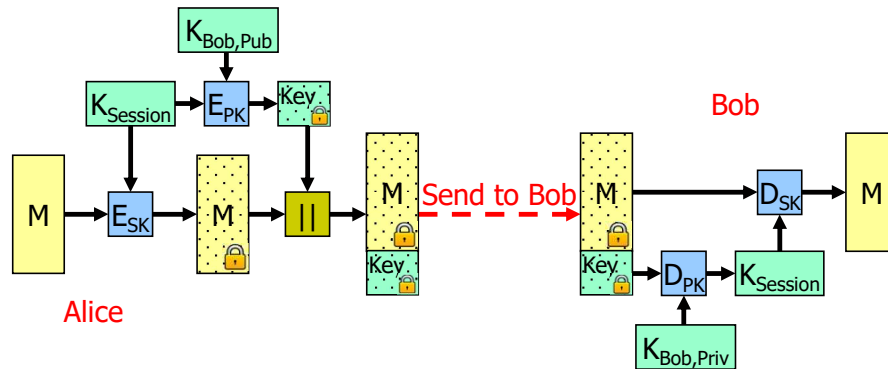 K_Bob,Pub
K_Session
E_PK
Key
Bob
M
E_SK
M
||
M
Key
Send to Bob
M
Key
D_SK
M
D_PK
K_Session
Alice
K_Bob,Priv